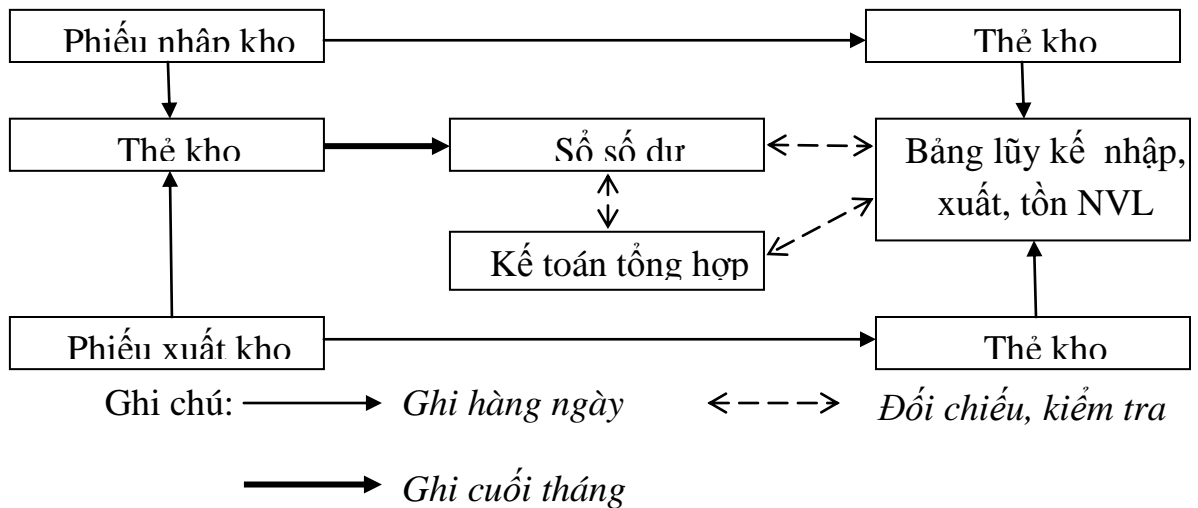 Phiếu nhập kho
Thẻ kho
Thẻ kho
Sổ số dư
Bảng lũy kế nhập,
xuất, tồn NVL
Kế toán tổng hợp
Phiếu xuất kho
Thẻ kho
Ghi chú:
Ghi hàng ngày
Đối chiếu, kiểm tra
Ghi cuối tháng